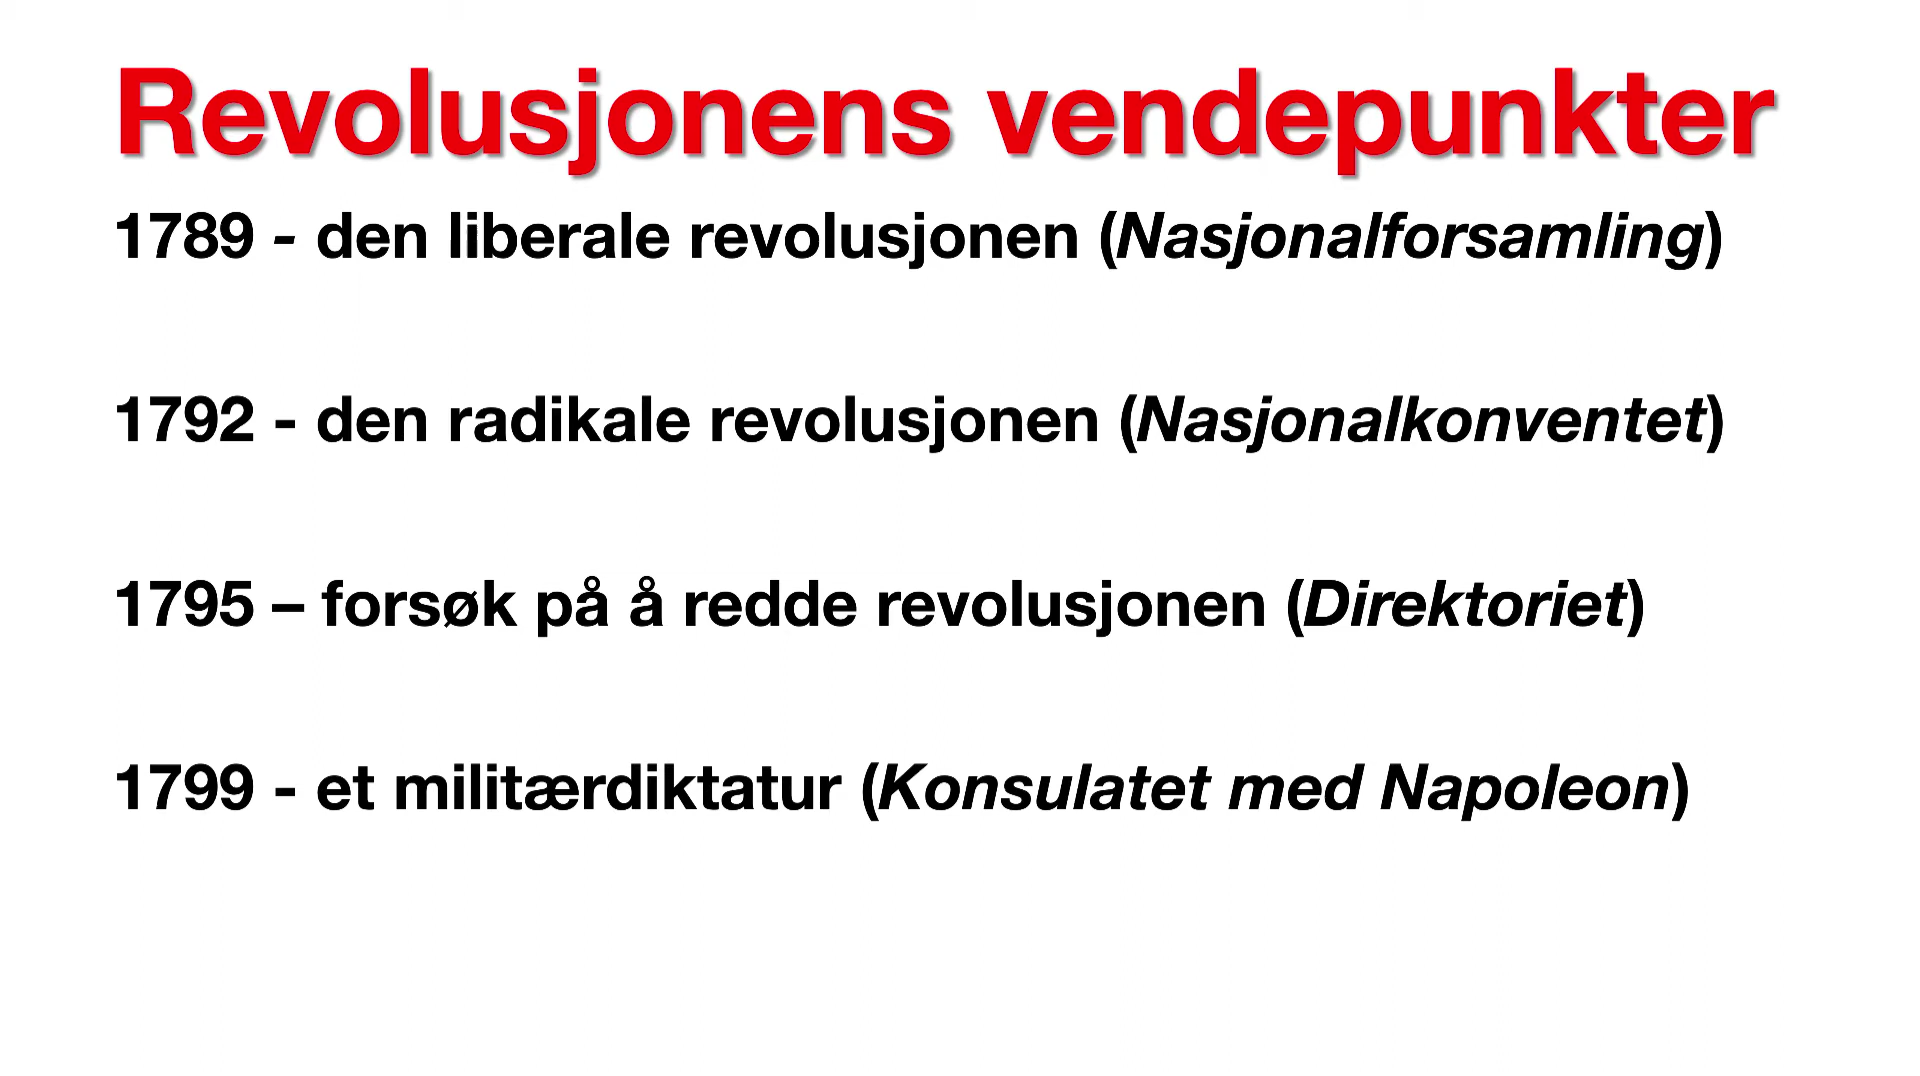 Revolusjonens vendepunkter
1789 - den liberale revolusjonen (Nasjonalforsamling)
1792 - den radikale revolusjonen (Nasjonalkonventet)
1795 – forsøk på å redde revolusjonen (Direktoriet)
1799 - et militærdiktatur (Konsulatet med Napoleon)